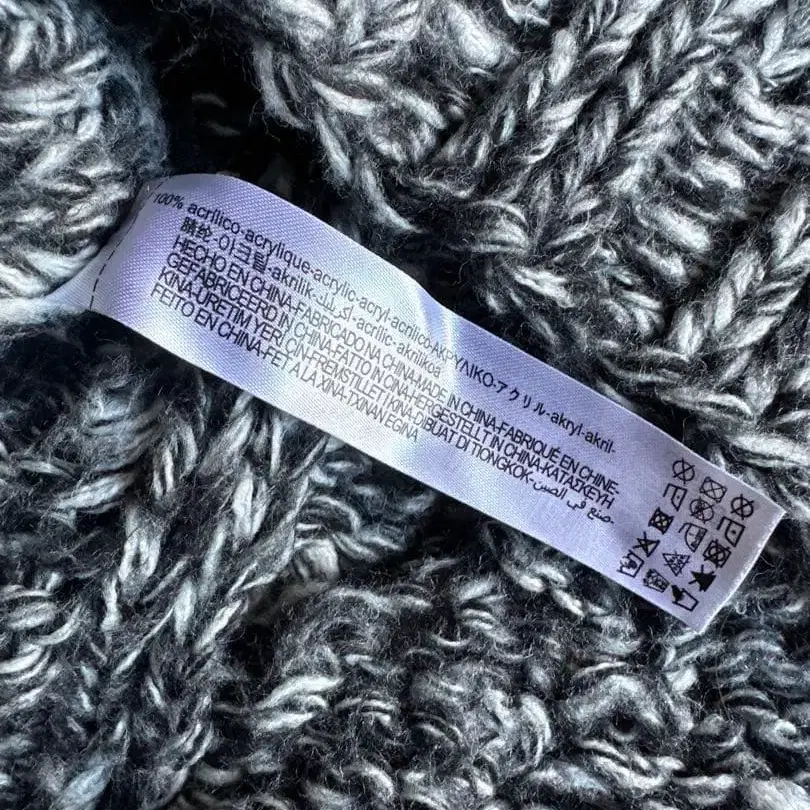 100% acrílico-acrylique-acrylic-acryl-acrilico-ΑΚΡΥΛΙΚΟ-アクリル-akryl-akril-
腈纶-아크릴-akrilik-أكريليك-acrílic-akrilikoa
HECHO EN CHINA-FABRICADO NA CHINA-MADE IN CHINA-FABRIQUÉ EN CHINE-
GEFABRICEERD IN CHINA-FATTO IN CINA-HERGESTELLT IN CHINA-ΚΑΤΑΣΚΕΥΗ
KINA-ÜRETIM YERI ÇIN-FREMSTILLET I KINA-DIBUAT DI TIONGKOK-صنع في الصين-
FEITO EN CHINA-FET A LA XINA-TXINAN EGINA